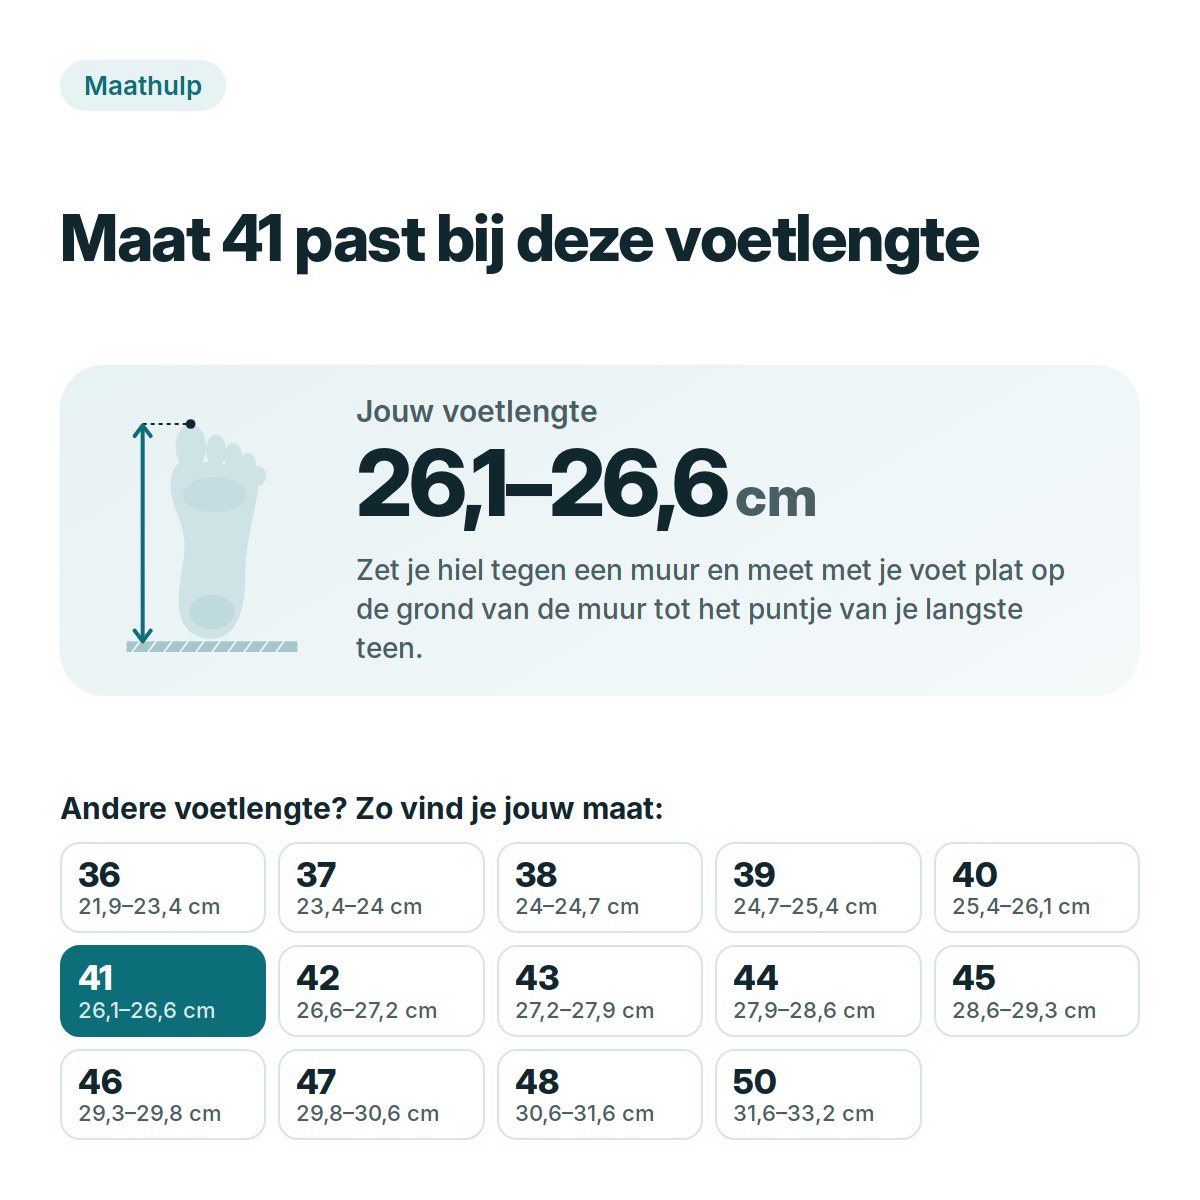 Maathulp
Maat 41 past bij deze voetlengte
Jouw voetlengte
26,1–26,6 cm
Zet je hiel tegen een muur en meet met je voet plat op
de grond van de muur tot het puntje van je langste
teen.
Andere voetlengte? Zo vind je jouw maat:
36
21,9–23,4 cm
37
23,4–24 cm
38
24–24,7 cm
39
24,7–25,4 cm
40
25,4–26,1 cm
41
26,1–26,6 cm
42
26,6–27,2 cm
43
27,2–27,9 cm
44
27,9–28,6 cm
45
28,6–29,3 cm
46
29,3–29,8 cm
47
29,8–30,6 cm
48
30,6–31,6 cm
50
31,6–33,2 cm